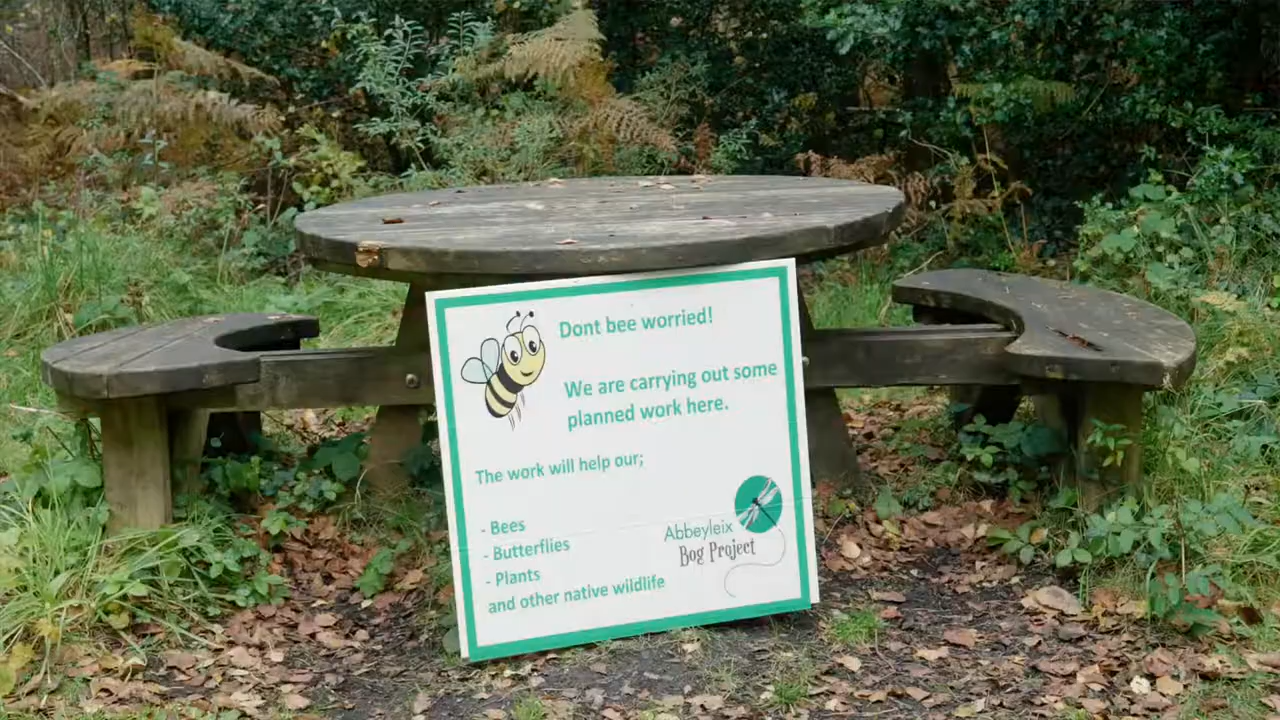 Dont bee worried!
We are carrying out some
planned work here.
The work will help our;
- Bees
- Butterflies
- Plants
and other native wildlife
Abbeyleix
Bog Project